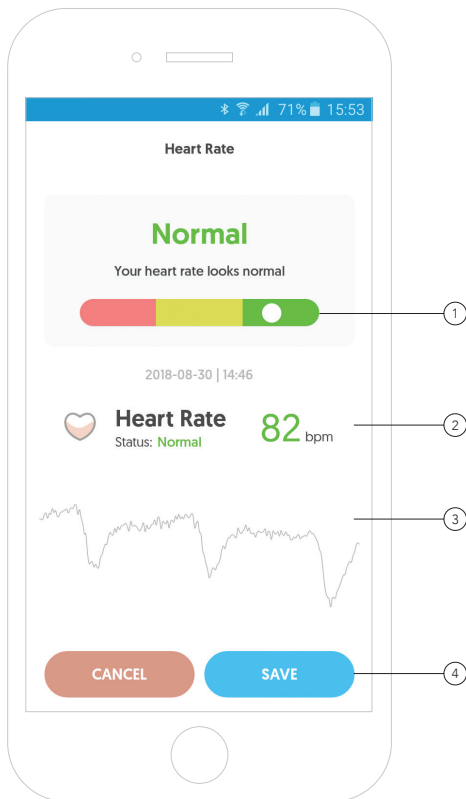 71% 15:53
Heart Rate
Normal
Your heart rate looks normal
1
2018-08-30 | 14:46
Heart Rate 82 bpm
Status: Normal
2
3
CANCEL SAVE
4